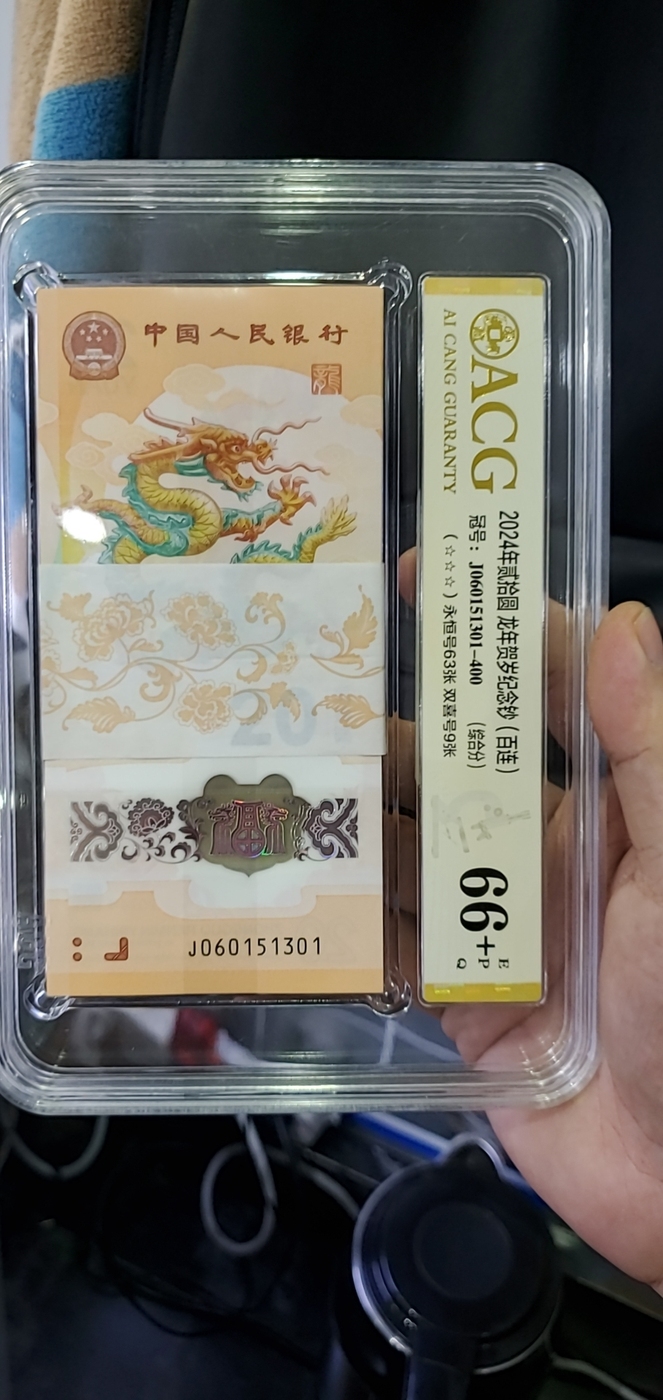 中国人民银行
龍
20
J060151301
ACG
AI CANG GUARANTY
2024年贰拾圆 龙年贺岁纪念钞 (百连)
冠号: J060151301-400 (综合分)
(☆☆☆) 永恒号63张 双喜号9张
66+
E
P
Q